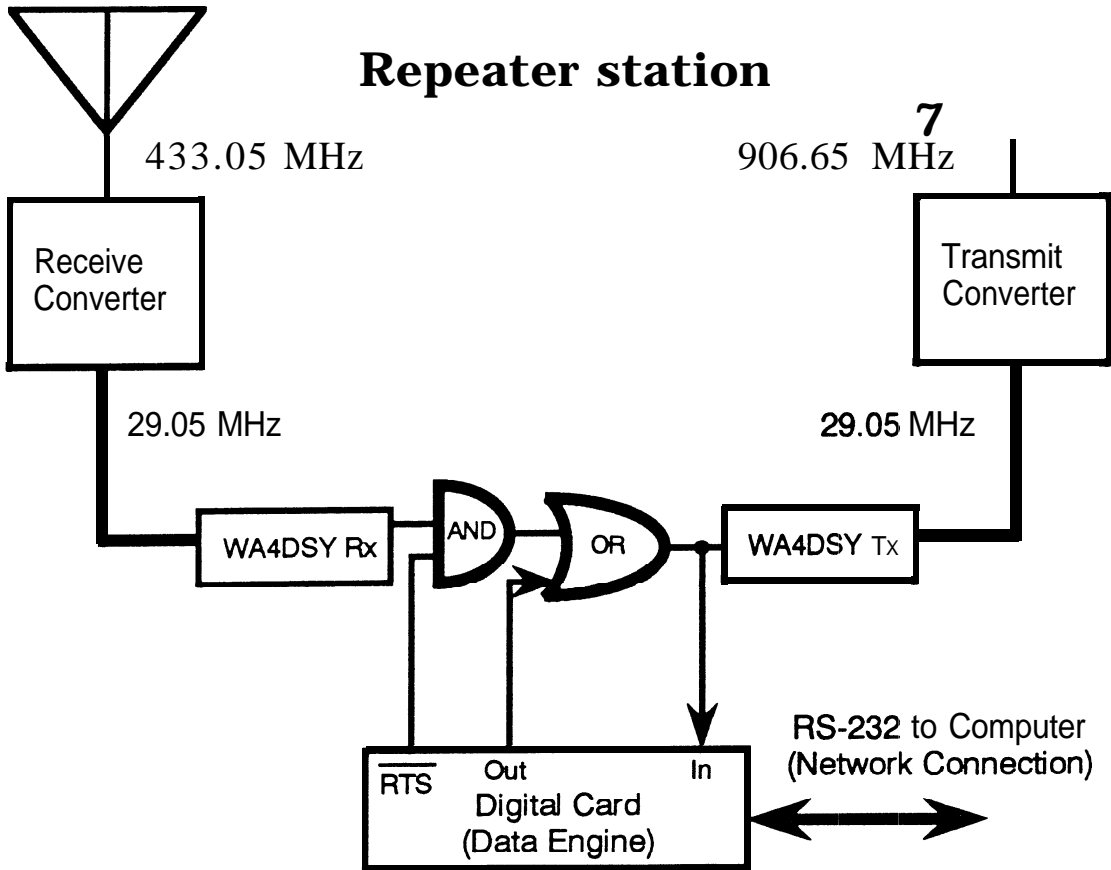 Repeater station
7
433.05 MHz
906.65 MHz
Receive
Converter
Transmit
Converter
29.05 MHz
29.05 MHz
WA4DSY Rx
AND
OR
WA4DSY Tx
RTS
Out
In
Digital Card
(Data Engine)
RS-232 to Computer
(Network Connection)